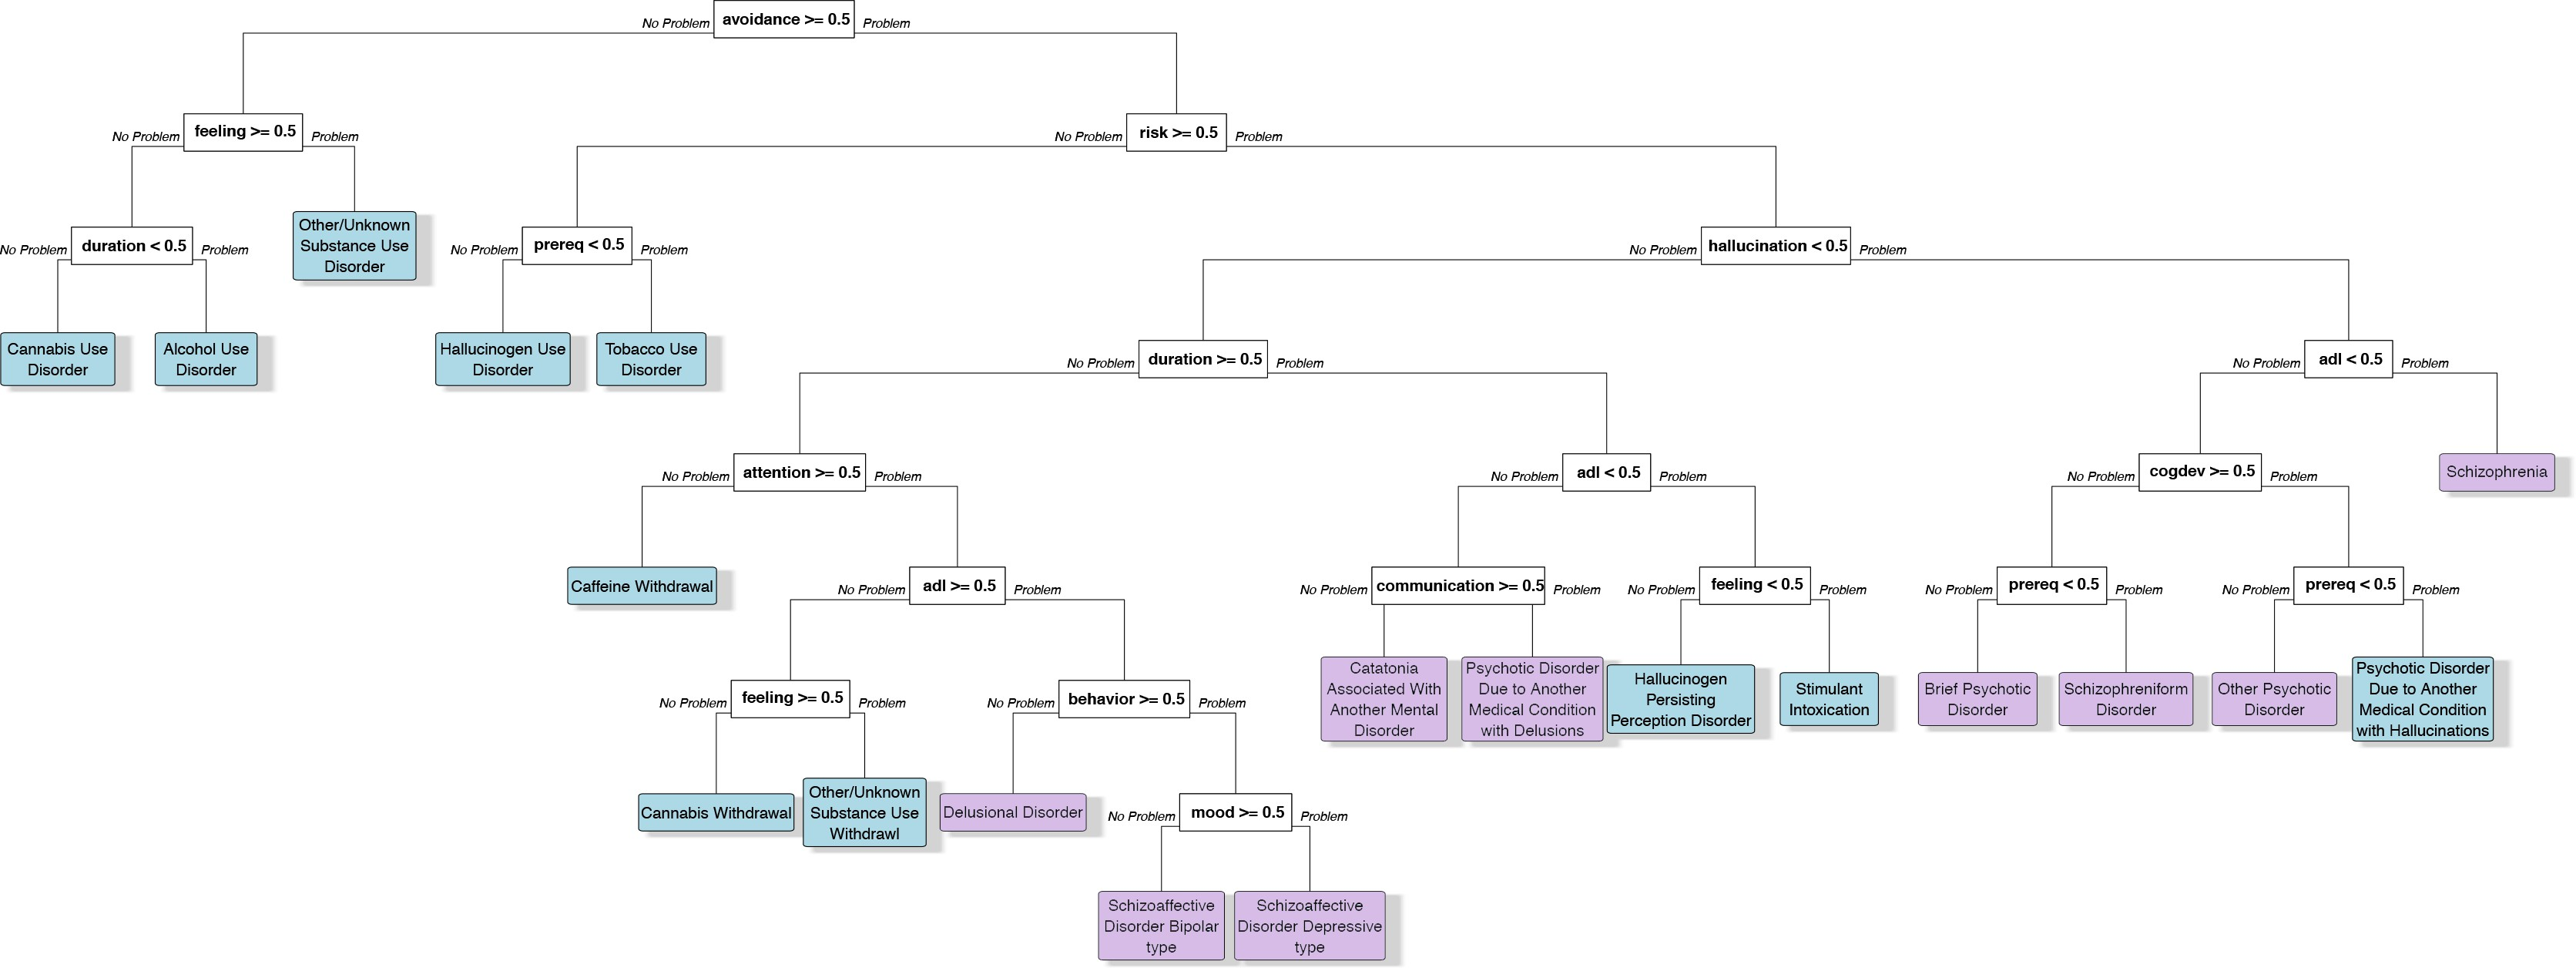 No Problem avoidance >= 0.5 Problem
No Problem feeling >= 0.5 Problem
No Problem risk >= 0.5 Problem
Other/Unknown
Substance Use
Disorder
No Problem duration < 0.5 Problem
No Problem prereq < 0.5 Problem
No Problem hallucination < 0.5 Problem
Cannabis Use
Disorder
Alcohol Use
Disorder
Hallucinogen Use
Disorder
Tobacco Use
Disorder
No Problem duration >= 0.5 Problem
No Problem adl < 0.5 Problem
No Problem attention >= 0.5 Problem
No Problem adl < 0.5 Problem
No Problem cogdev >= 0.5 Problem
Schizophrenia
Caffeine Withdrawal
No Problem adl >= 0.5 Problem
No Problem communication >= 0.5 Problem
No Problem feeling < 0.5 Problem
No Problem prereq < 0.5 Problem
No Problem prereq < 0.5 Problem
No Problem feeling >= 0.5 Problem
No Problem behavior >= 0.5 Problem
Catatonia
Associated With
Another Mental
Disorder
Psychotic Disorder
Due to Another
Medical Condition
with Delusions
Hallucinogen
Persisting
Perception Disorder
Stimulant
Intoxication
Brief Psychotic
Disorder
Schizophreniform
Disorder
Other Psychotic
Disorder
Psychotic Disorder
Due to Another
Medical Condition
with Hallucinations
Cannabis Withdrawal
Other/Unknown
Substance Use
Withdrawl
Delusional Disorder
No Problem mood >= 0.5 Problem
Schizoaffective
Disorder Bipolar
type
Schizoaffective
Disorder Depressive
type